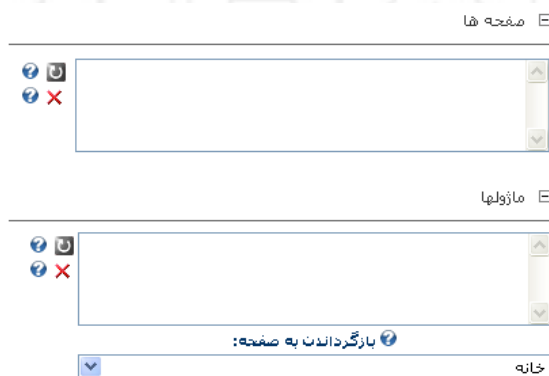 صفحه ها
ماژولها
بازگرداندن به صفحه:
خانه